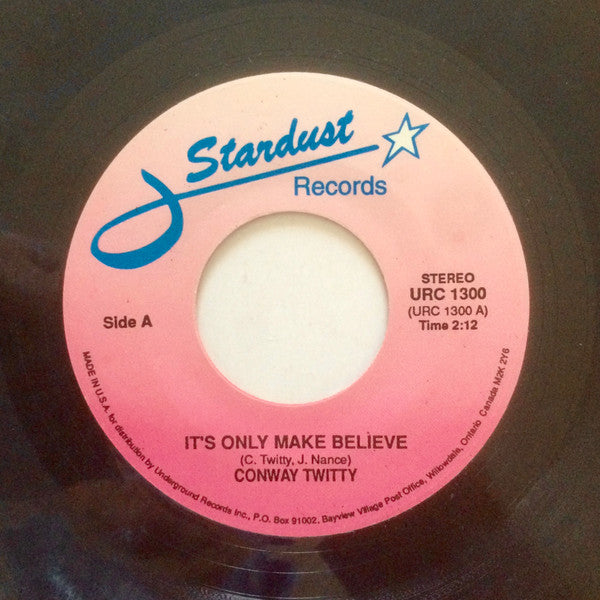 Stardust
Records
STEREO
URC 1300
(URC 1300 A)
Time 2:12
Side A
IT'S ONLY MAKE BELIEVE
(C. Twitty, J. Nance)
CONWAY TWITTY
MADE IN U.S.A. for distribution by Underground Records Inc., P.O. Box 91002, Bayview Village Post Office, Willowdale, Ontario Canada M2K 2Y6